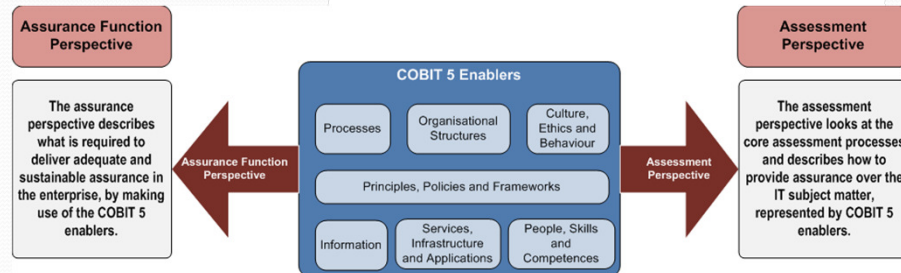 Assurance Function
Perspective
The assurance
perspective describes
what is required to
deliver adequate and
sustainable assurance in
the enterprise, by making
use of the COBIT 5
enablers.
Assurance Function
Perspective
COBIT 5 Enablers
Processes
Organisational
Structures
Culture,
Ethics and
Behaviour
Principles, Policies and Frameworks
Information
Services,
Infrastructure
and Applications
People, Skills
and
Competences
Assessment
Perspective
Assessment
Perspective
The assessment
perspective looks at the
core assessment processes
and describes how to
provide assurance over the
IT subject matter,
represented by COBIT 5
enablers.